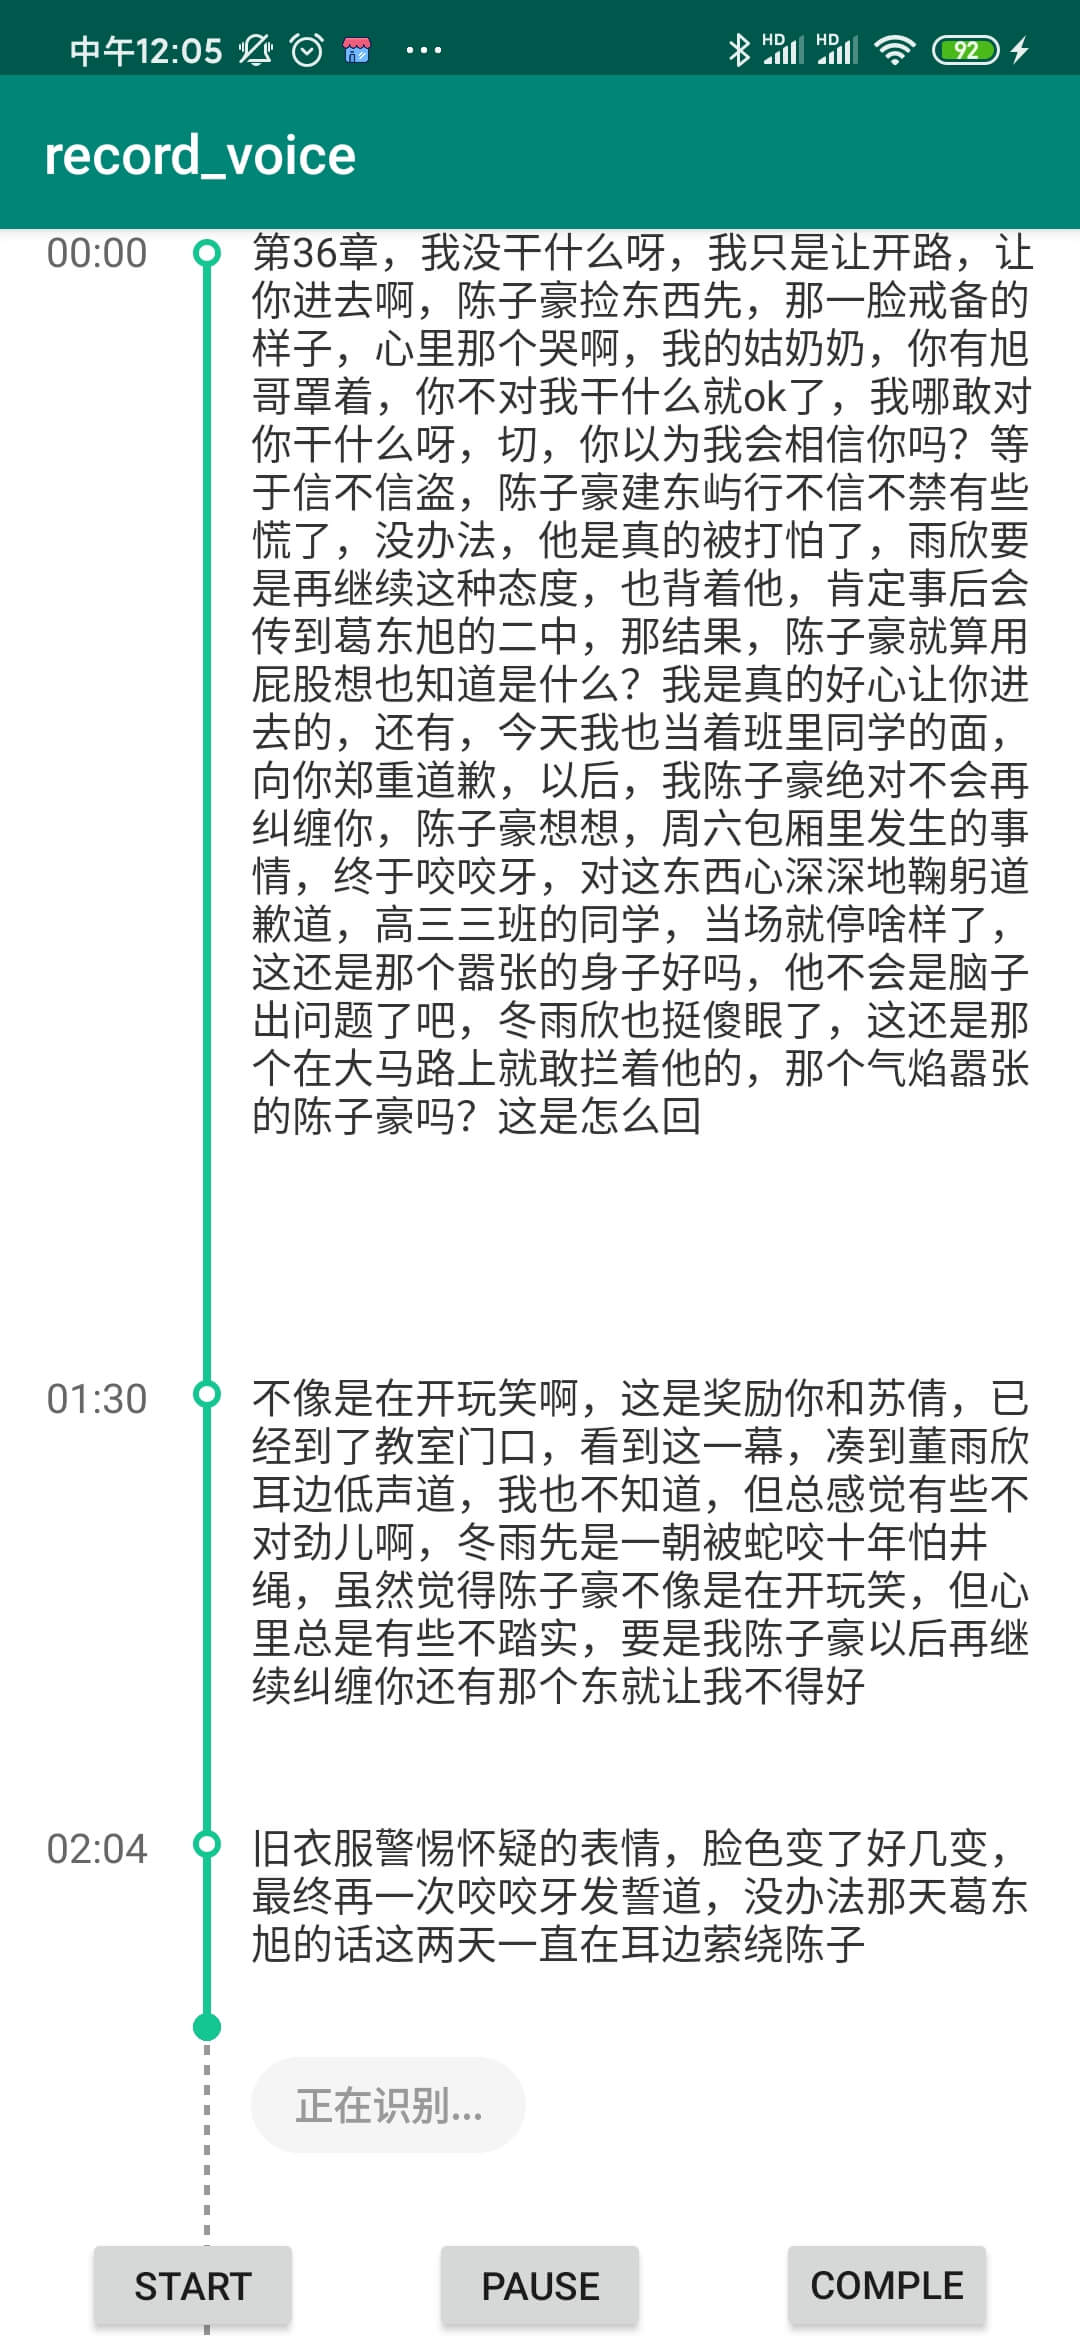 中午12:05
HD
HD
92
record_voice
00:00
第36章，我没干什么呀，我只是让开路，让
你进去啊，陈子豪捡东西先，那一脸戒备的
样子，心里那个哭啊，我的姑奶奶，你有旭
哥罩着，你不对我干什么就ok了，我哪敢对
你干什么呀，切，你以为我会相信你吗？等
于信不信盗，陈子豪建东屿行不信不禁有些
慌了，没办法，他是真的被打怕了，雨欣要
是再继续这种态度，也背着他，肯定事后会
传到葛东旭的二中，那结果，陈子豪就算用
屁股想也知道是什么？我是真的好心让你进
去的，还有，今天我也当着班里同学的面，
向你郑重道歉，以后，我陈子豪绝对不会再
纠缠你，陈子豪想想，周六包厢里发生的事
情，终于咬咬牙，对这东西心深深地鞠躬道
歉道，高三三班的同学，当场就停啥样了，
这还是那个嚣张的身子好吗，他不会是脑子
出问题了吧，冬雨欣也挺傻眼了，这还是那
个在大马路上就敢拦着他的，那个气焰嚣张
的陈子豪吗？这是怎么回
01:30
不像是在开玩笑啊，这是奖励你和苏倩，已
经到了教室门口，看到这一幕，凑到董雨欣
耳边低声道，我也不知道，但总感觉有些不
对劲儿啊，冬雨先是一朝被蛇咬十年怕井
绳，虽然觉得陈子豪不像是在开玩笑，但心
里总是有些不踏实，要是我陈子豪以后再继
续纠缠你还有那个东就让我不得好
02:04
旧衣服警惕怀疑的表情，脸色变了好几变，
最终再一次咬咬牙发誓道，没办法那天葛东
旭的话这两天一直在耳边萦绕陈子
正在识别...
START
PAUSE
COMPLE